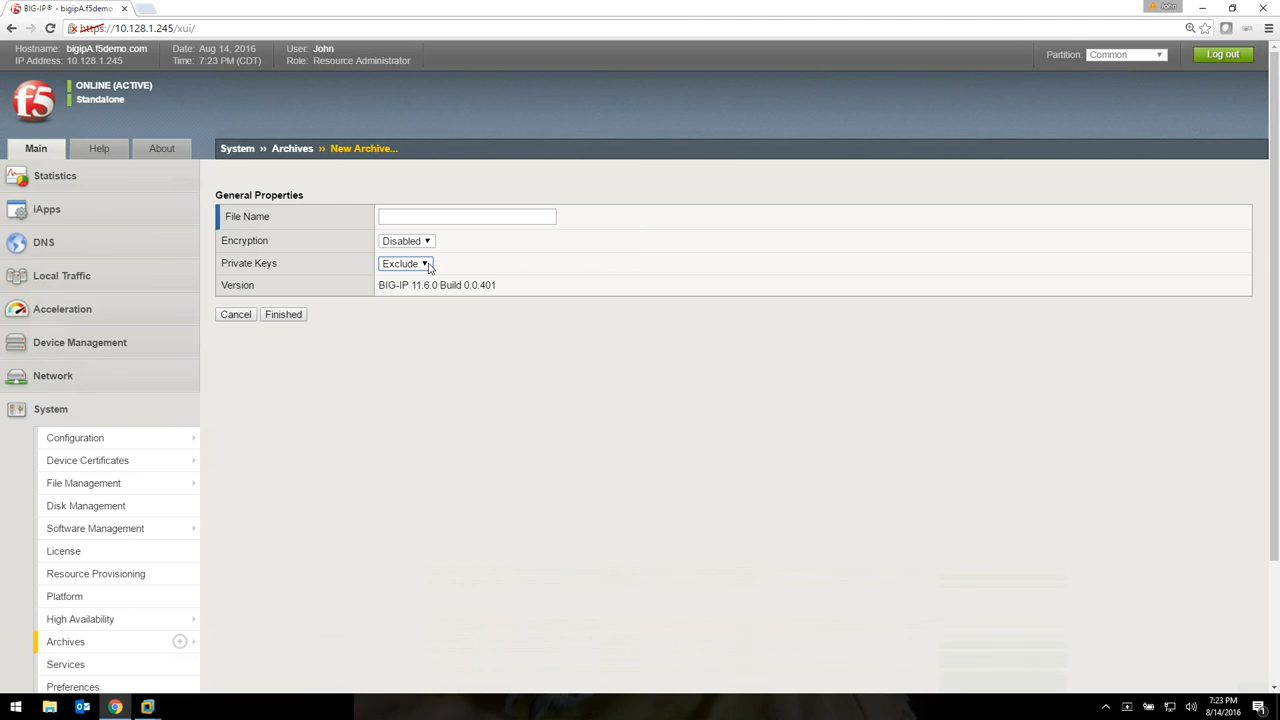 BIG-IP® - bigipA.f5demo.com
John
https://10.128.1.245/xui/
Hostname: bigipA.f5demo.com
IP Address: 10.128.1.245
Date: Aug 14, 2016
Time: 7:23 PM (CDT)
User: John
Role: Resource Administrator
Partition: Common
Log out
f5
ONLINE (ACTIVE)
Standalone
Main
Help
About
System ›› Archives ›› New Archive...
Statistics
iApps
DNS
Local Traffic
Acceleration
Device Management
Network
System
Configuration
Device Certificates
File Management
Disk Management
Software Management
License
Resource Provisioning
Platform
High Availability
Archives
Services
Preferences
General Properties
File Name
Encryption Disabled
Private Keys Exclude
Version BIG-IP 11.6.0 Build 0.0.401
Cancel Finished
7:23 PM
8/14/2016